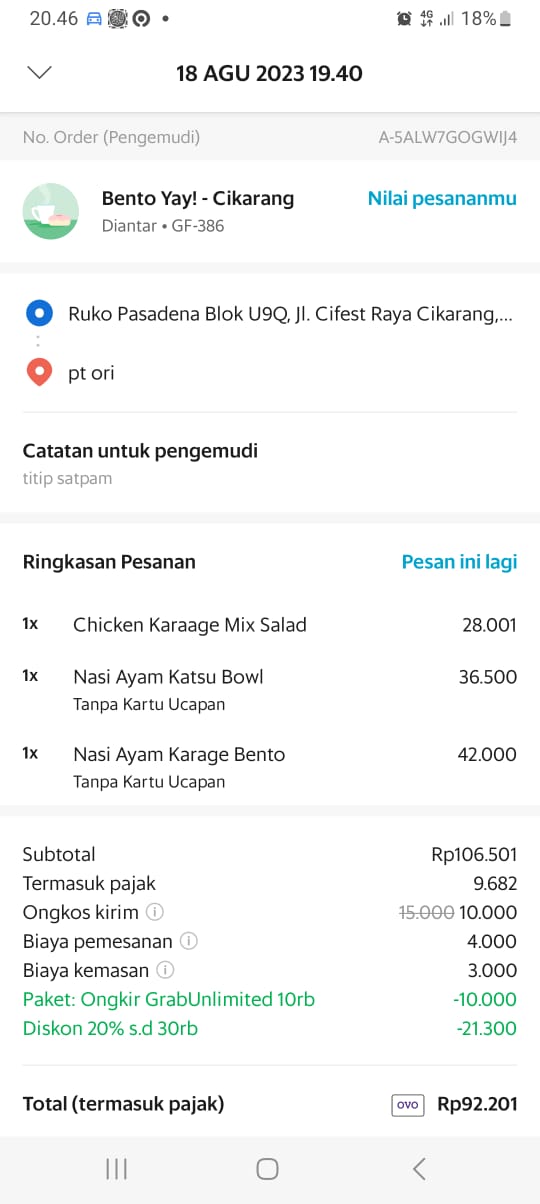 20.46 4G 18%
18 AGU 2023 19.40
No. Order (Pengemudi) A-5ALW7GOGWIJ4
Bento Yay! - Cikarang Nilai pesananmu
Diantar • GF-386
Ruko Pasadena Blok U9Q, Jl. Cifest Raya Cikarang,...
pt ori
Catatan untuk pengemudi
titip satpam
Ringkasan Pesanan Pesan ini lagi
1x Chicken Karaage Mix Salad 28.001
1x Nasi Ayam Katsu Bowl 36.500
Tanpa Kartu Ucapan
1x Nasi Ayam Karage Bento 42.000
Tanpa Kartu Ucapan
Subtotal Rp106.501
Termasuk pajak 9.682
Ongkos kirim 15.000 10.000
Biaya pemesanan 4.000
Biaya kemasan 3.000
Paket: Ongkir GrabUnlimited 10rb -10.000
Diskon 20% s.d 30rb -21.300
Total (termasuk pajak) OVO Rp92.201